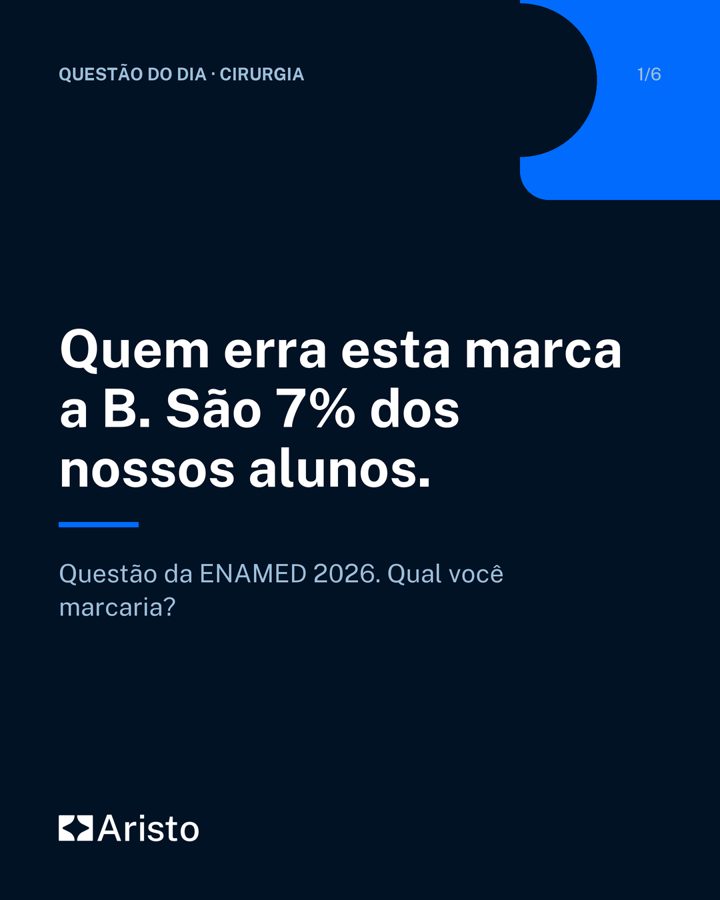 QUESTÃO DO DIA · CIRURGIA
1/6
Quem erra esta marca
a B. São 7% dos
nossos alunos.
Questão da ENAMED 2026. Qual você
marcaria?
Aristo